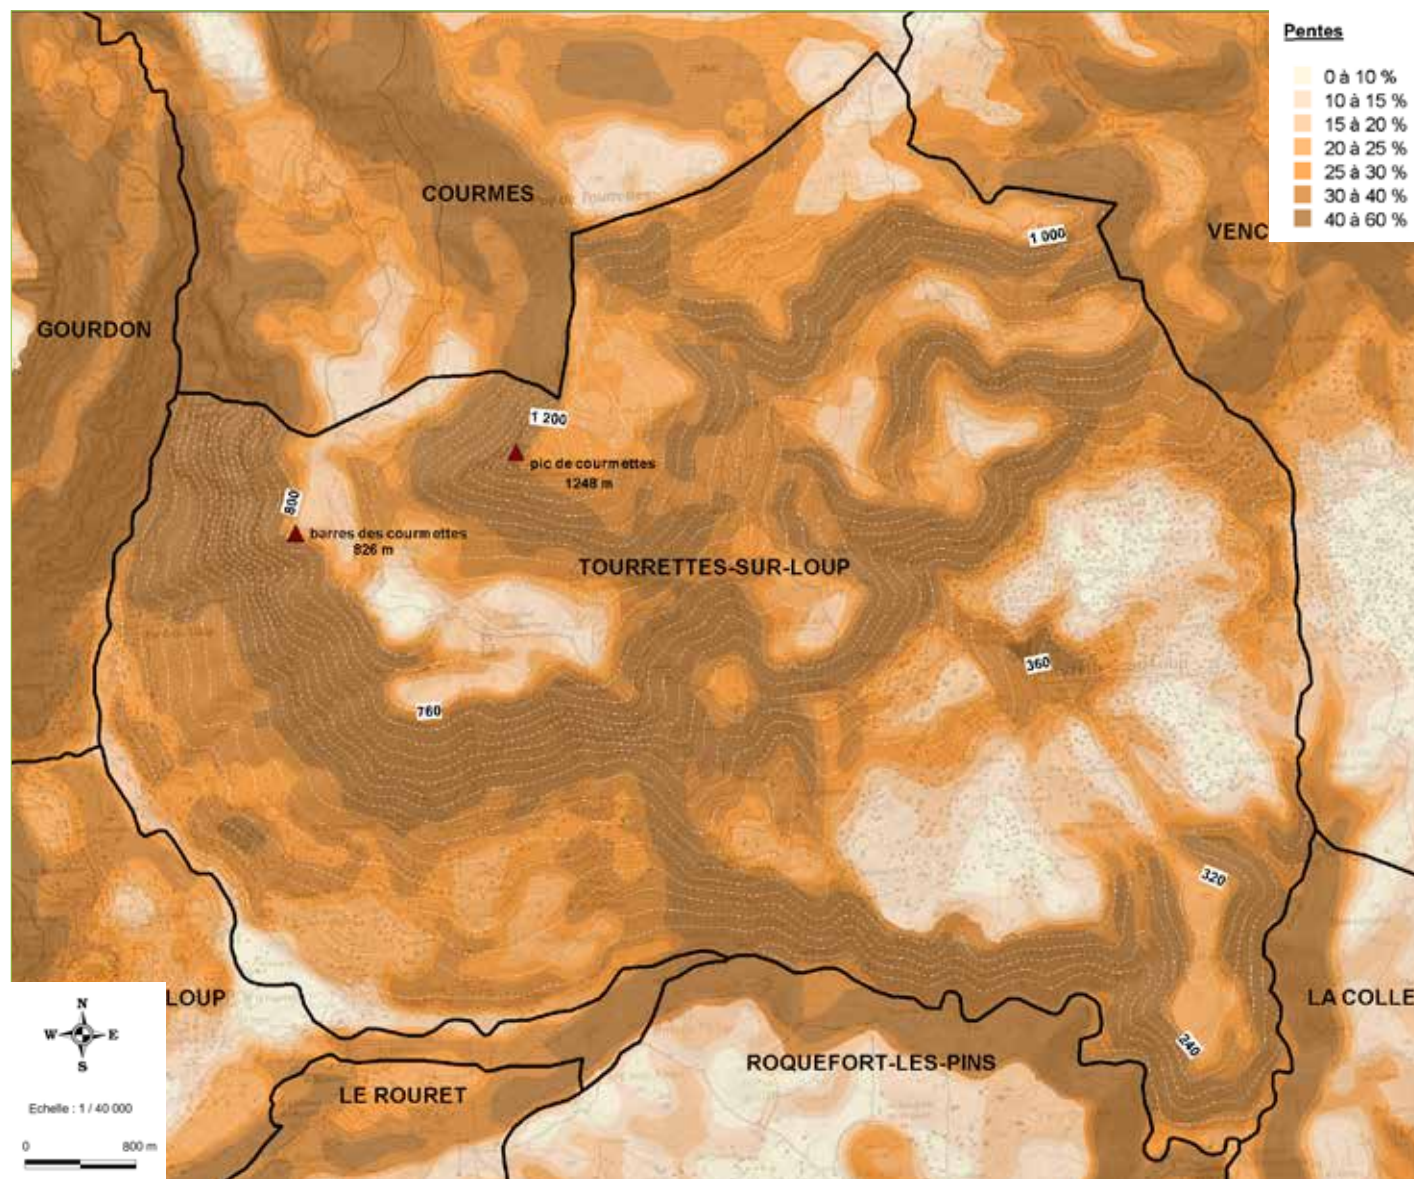 Pentes
0 à 10 %
10 à 15 %
15 à 20 %
20 à 25 %
25 à 30 %
30 à 40 %
40 à 60 %
COURMES
de Tourrettes
VENC
1 000
GOURDON
1 200
pic de courmettes
1248 m
800
barres des courmettes
826 m
TOURRETTES-SUR-LOUP
360
760
320
LOUP
LA COLLE
240
ROQUEFORT-LES-PINS
LE ROURET
N
W E
S
Echelle : 1 / 40 000
0 800 m